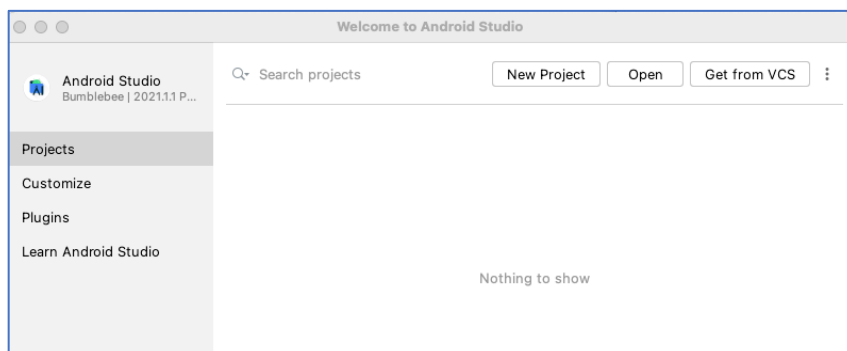 Welcome to Android Studio
Android Studio
Bumblebee | 2021.1.1 P...
Search projects
New Project
Open
Get from VCS
Projects
Customize
Plugins
Learn Android Studio
Nothing to show